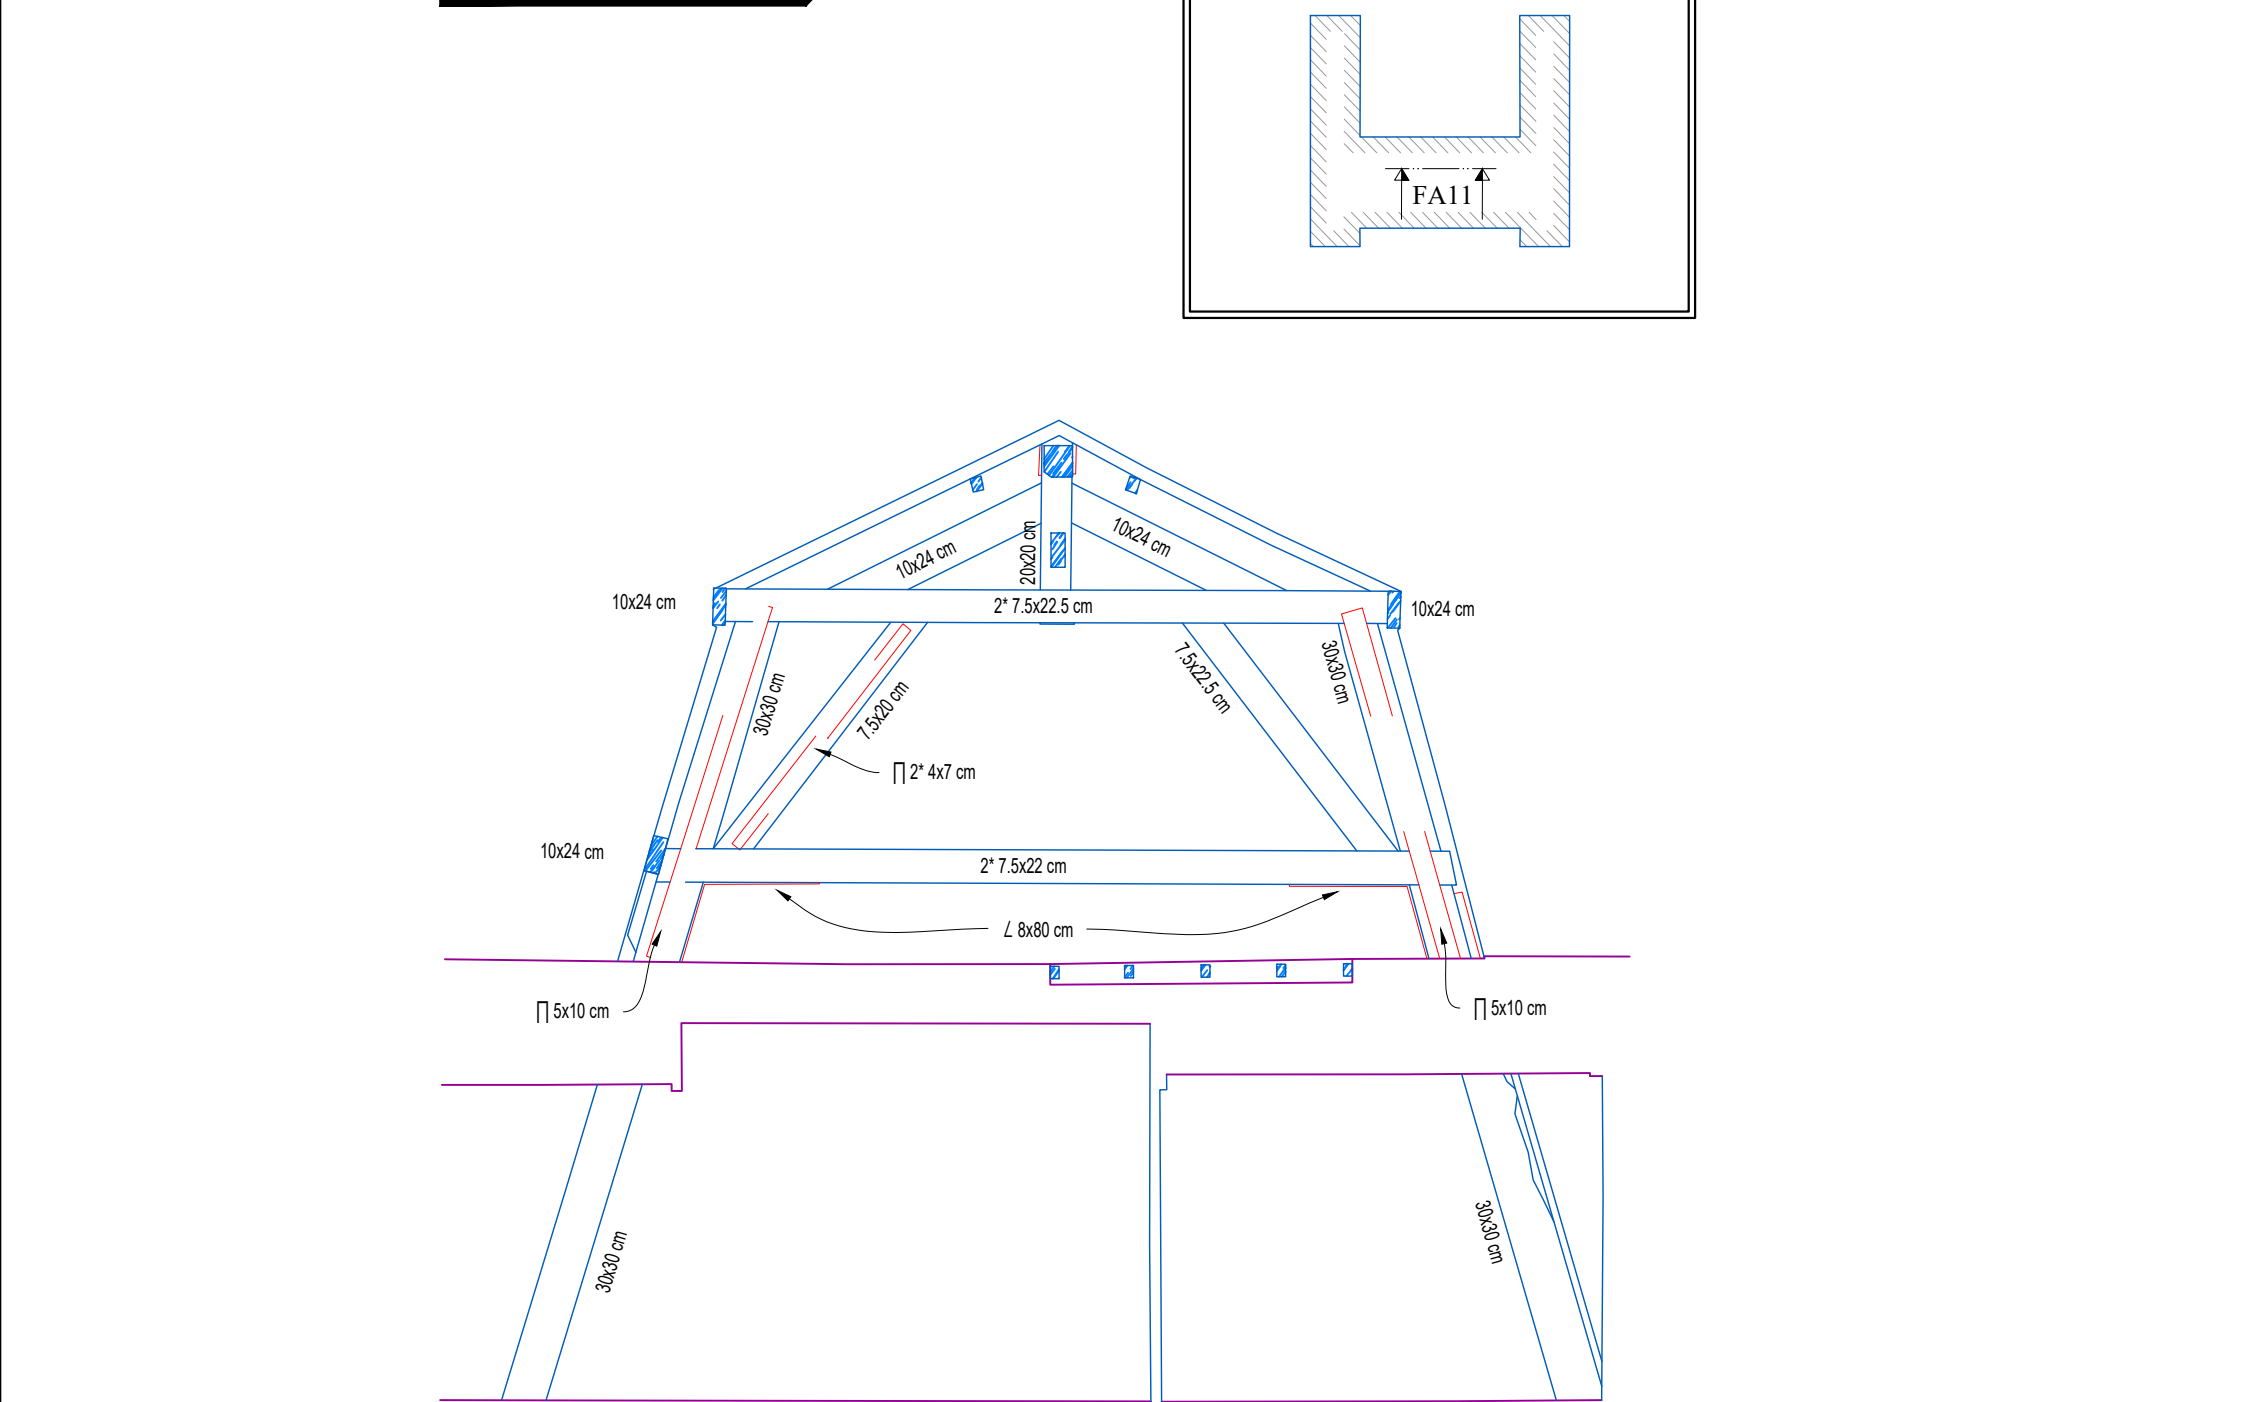 FA11
10x24 cm
20x20 cm
10x24 cm
10x24 cm
2* 7.5x22.5 cm
10x24 cm
30x30 cm
7.5x20 cm
7.5x22.5 cm
30x30 cm
∏ 2* 4x7 cm
10x24 cm
2* 7.5x22 cm
∠ 8x80 cm
∏ 5x10 cm
∏ 5x10 cm
30x30 cm
30x30 cm